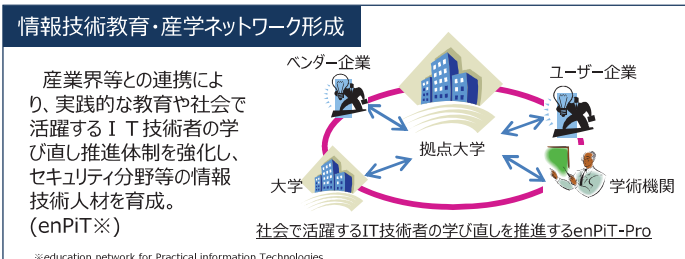 情報技術教育・産学ネットワーク形成
産業界等との連携によ
り、実践的な教育や社会で
活躍するＩＴ技術者の学
び直し推進体制を強化し、
セキュリティ分野等の情報
技術人材を育成。
(enPiT※)
ベンダー企業
ユーザー企業
拠点大学
大学
学術機関
社会で活躍するIT技術者の学び直しを推進するenPiT-Pro
※education network for Practical information Technologies